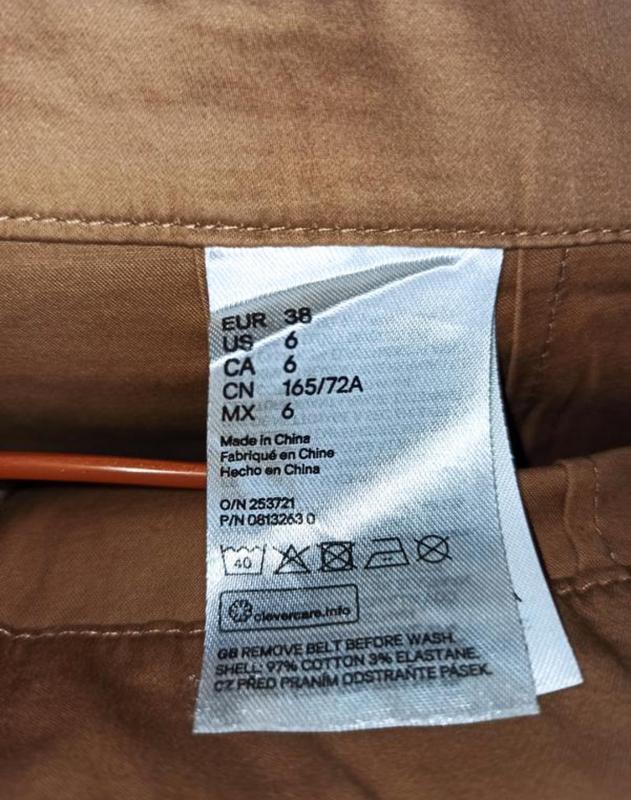 EUR 38
US 6
CA 6
CN 165/72A
MX 6
Made in China
Fabriqué en Chine
Hecho en China
O/N 253721
P/N 0813263 0
40
clevercare.info
GB REMOVE BELT BEFORE WASH.
SHELL: 97% COTTON 3% ELASTANE.
CZ PŘED PRANÍM ODSTRAŇTE PÁSEK.